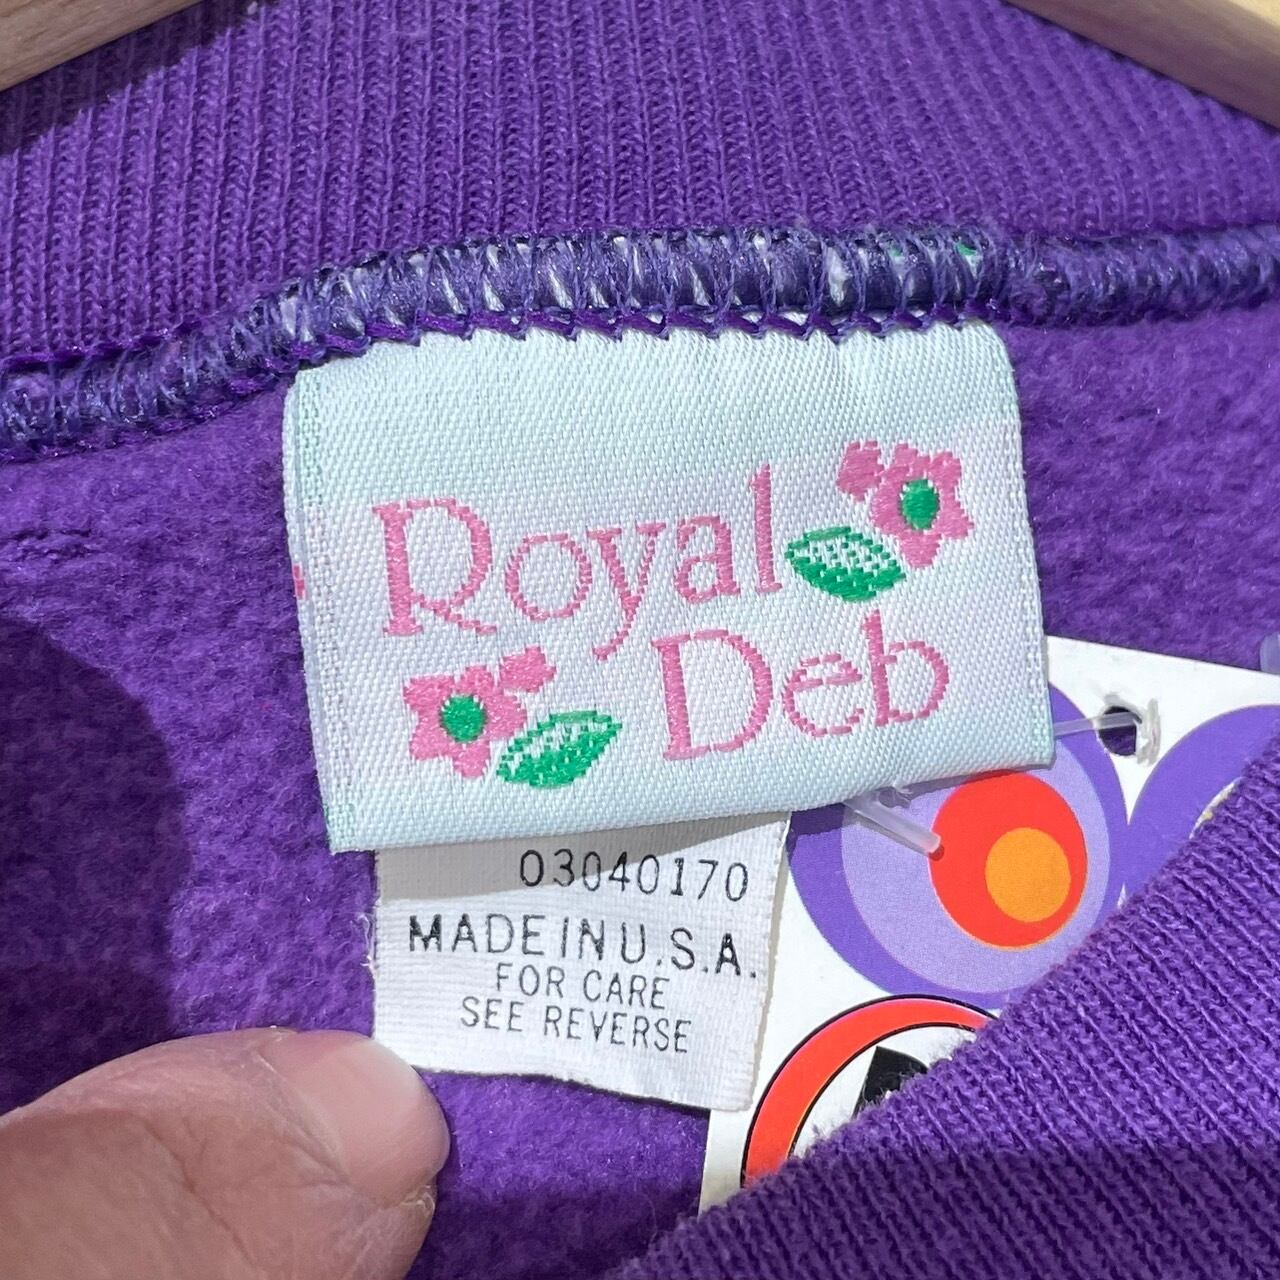 Royal
Deb
03040170
MADE IN U.S.A.
FOR CARE
SEE REVERSE